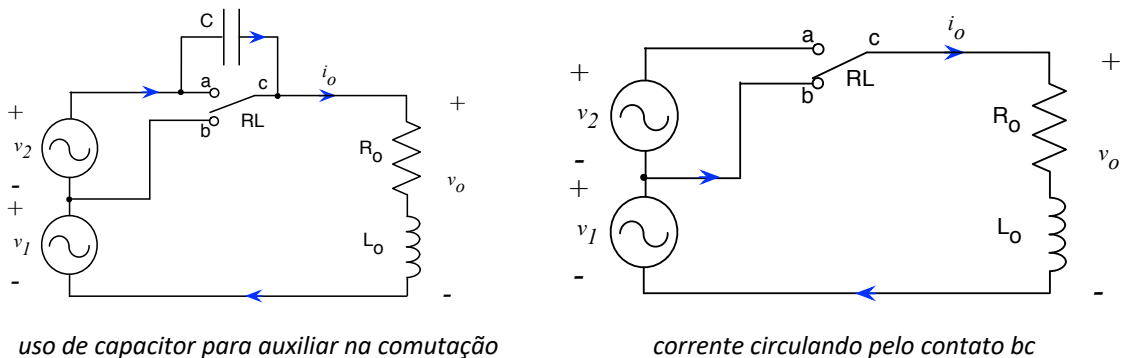 C
i_o
a
c
b
RL
+
v_2
-
+
v_1
-
R_o
L_o
+
v_o
-
uso de capacitor para auxiliar na comutação
i_o
a
c
b
RL
+
v_2
-
+
v_1
-
R_o
L_o
+
v_o
-
corrente circulando pelo contato bc